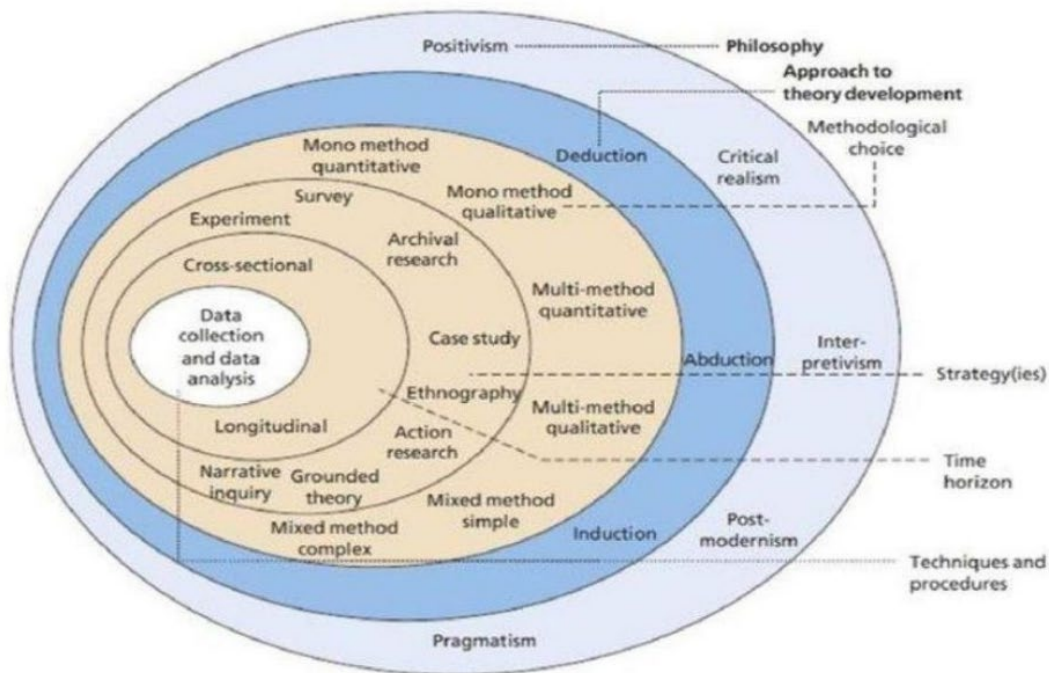 Positivism
Philosophy
Approach to
theory development
Methodological
choice
Mono method
quantitative
Deduction
Critical
realism
Survey
Mono method
qualitative
Experiment
Archival
research
Cross-sectional
Multi-method
quantitative
Data
collection
and data
analysis
Case study
Abduction
Inter-
pretivism
Strategy(ies)
Ethnography
Multi-method
qualitative
Longitudinal
Action
research
Time
horizon
Narrative
inquiry
Grounded
theory
Mixed method
simple
Mixed method
complex
Induction
Post-
modernism
Techniques and
procedures
Pragmatism